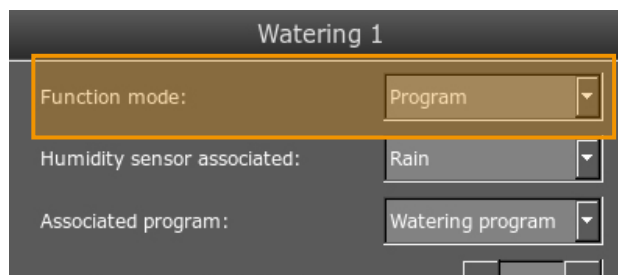 Watering 1
Function mode: Program
Humidity sensor associated: Rain
Associated program: Watering program